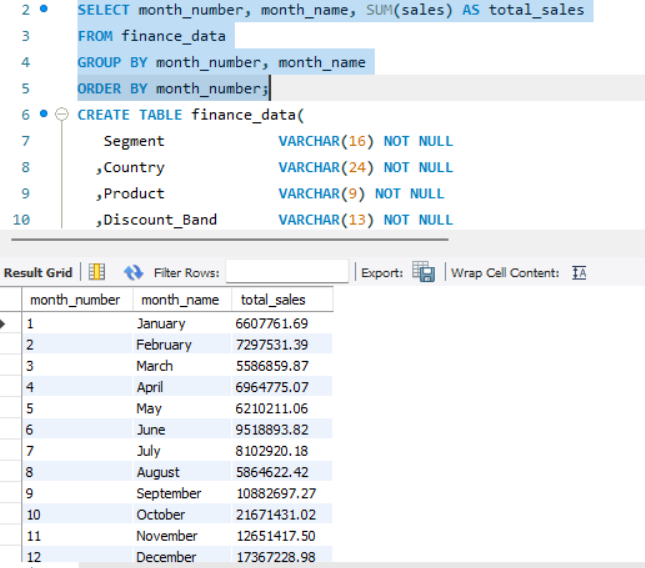 2 SELECT month_number, month_name, SUM(sales) AS total_sales
3 FROM finance_data
4 GROUP BY month_number, month_name
5 ORDER BY month_number;
6 CREATE TABLE finance_data(
7 Segment VARCHAR(16) NOT NULL
8 ,Country VARCHAR(24) NOT NULL
9 ,Product VARCHAR(9) NOT NULL
10 ,Discount_Band VARCHAR(13) NOT NULL
Result Grid Filter Rows: Export: Wrap Cell Content: IA
month_number month_name total_sales
1 January 6607761.69
2 February 7297531.39
3 March 5586859.87
4 April 6964775.07
5 May 6210211.06
6 June 9518893.82
7 July 8102920.18
8 August 5864622.42
9 September 10882697.27
10 October 21671431.02
11 November 12651417.50
12 December 17367228.98